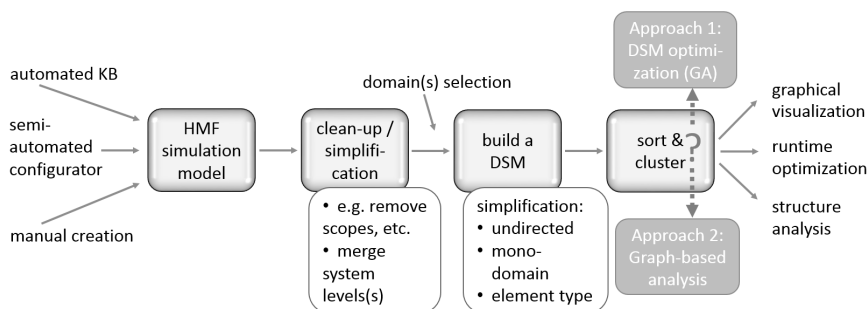 automated KB
semi-
automated
configurator
manual creation
HMF
simulation
model
clean-up /
simplifi-
cation
• e.g. remove
scopes, etc.
• merge
system
levels(s)
domain(s) selection
build a
DSM
simplification:
• undirected
• mono-
domain
• element type
sort &
cluster
?
Approach 1:
DSM optimi-
zation (GA)
Approach 2:
Graph-based
analysis
graphical
visualization
runtime
optimization
structure
analysis